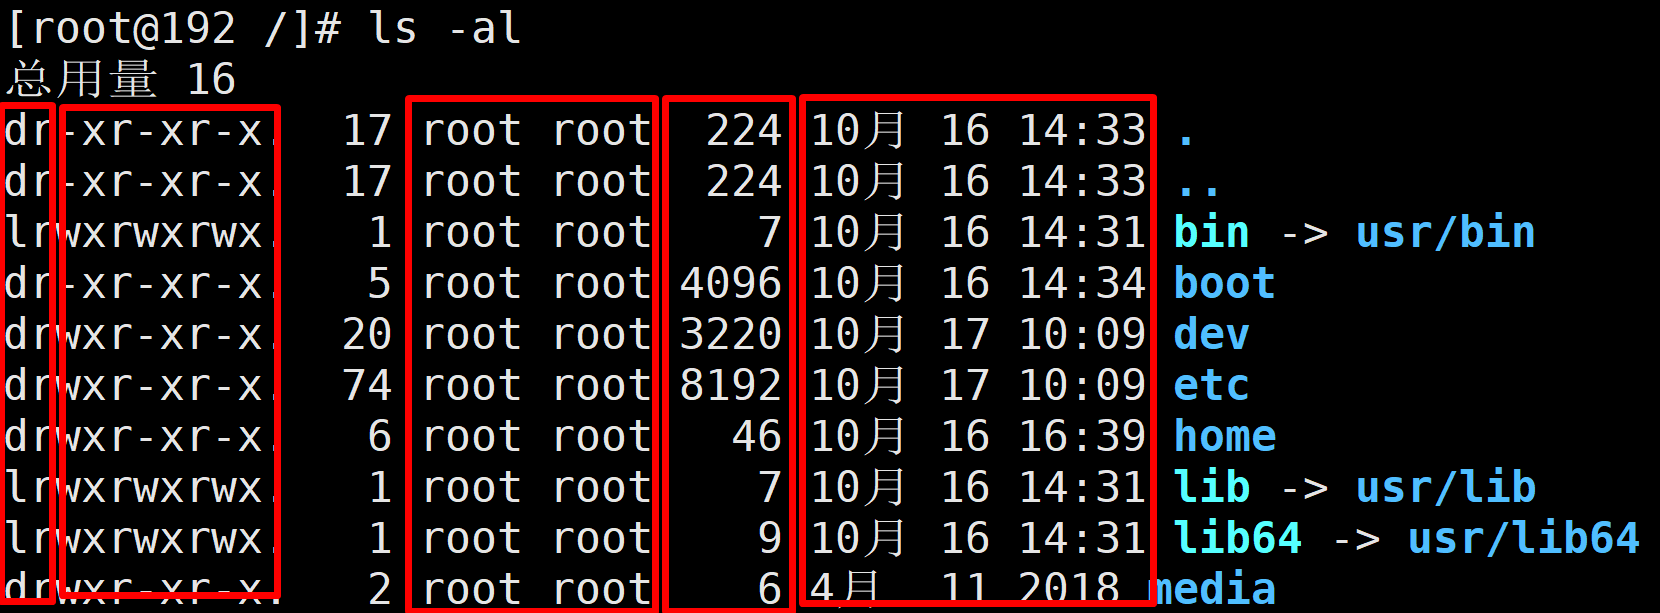 [root@192 /]# ls -al
总用量 16
dr-xr-xr-x. 17 root root 224 10月 16 14:33 .
dr-xr-xr-x. 17 root root 224 10月 16 14:33 ..
lrwxrwxrwx. 1 root root 7 10月 16 14:31 bin -> usr/bin
dr-xr-xr-x. 5 root root 4096 10月 16 14:34 boot
drwxr-xr-x. 20 root root 3220 10月 17 10:09 dev
drwxr-xr-x. 74 root root 8192 10月 17 10:09 etc
drwxr-xr-x. 6 root root 46 10月 16 16:39 home
lrwxrwxrwx. 1 root root 7 10月 16 14:31 lib -> usr/lib
lrwxrwxrwx. 1 root root 9 10月 16 14:31 lib64 -> usr/lib64
drwxr-xr-x. 2 root root 6 4月 11 2018 media